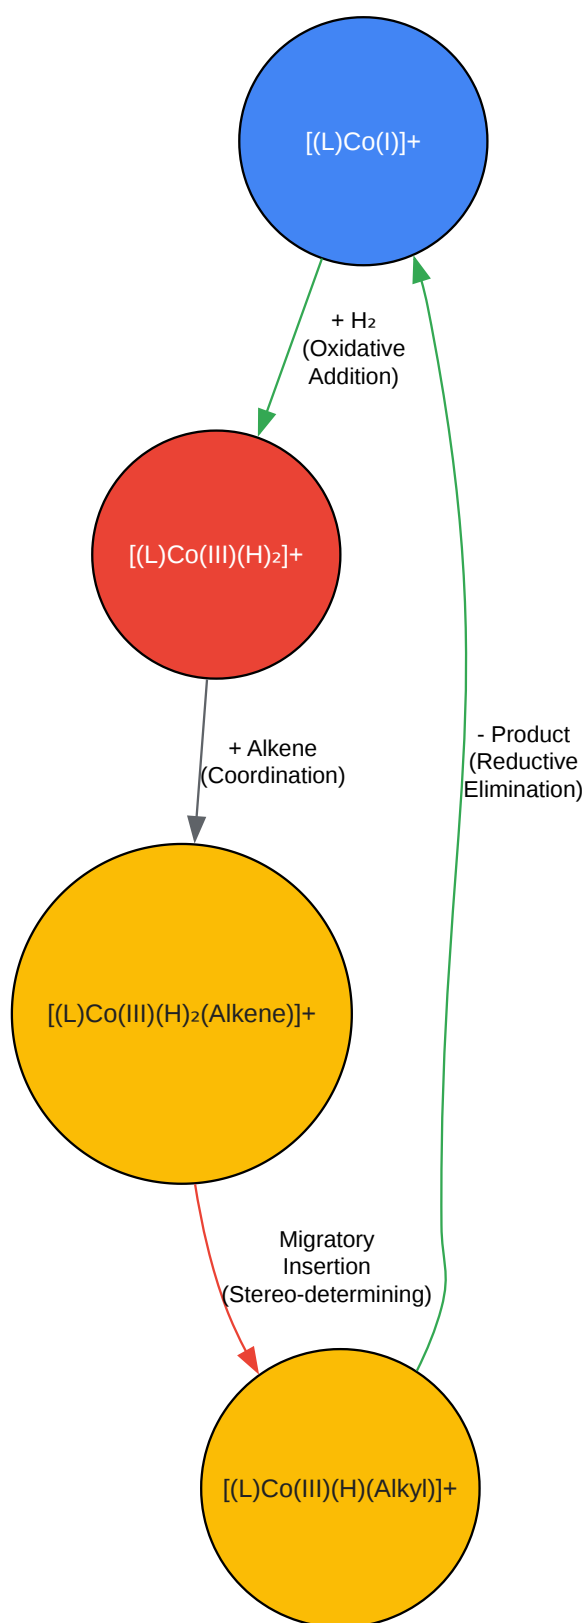 [(L)Co(I)]+
+ H₂
(Oxidative
Addition)
[(L)Co(III)(H)₂]+
+ Alkene
(Coordination)
- Product
(Reductive
Elimination)
[(L)Co(III)(H)₂(Alkene)]+
Migratory
Insertion
(Stereo-determining)
[(L)Co(III)(H)(Alkyl)]+